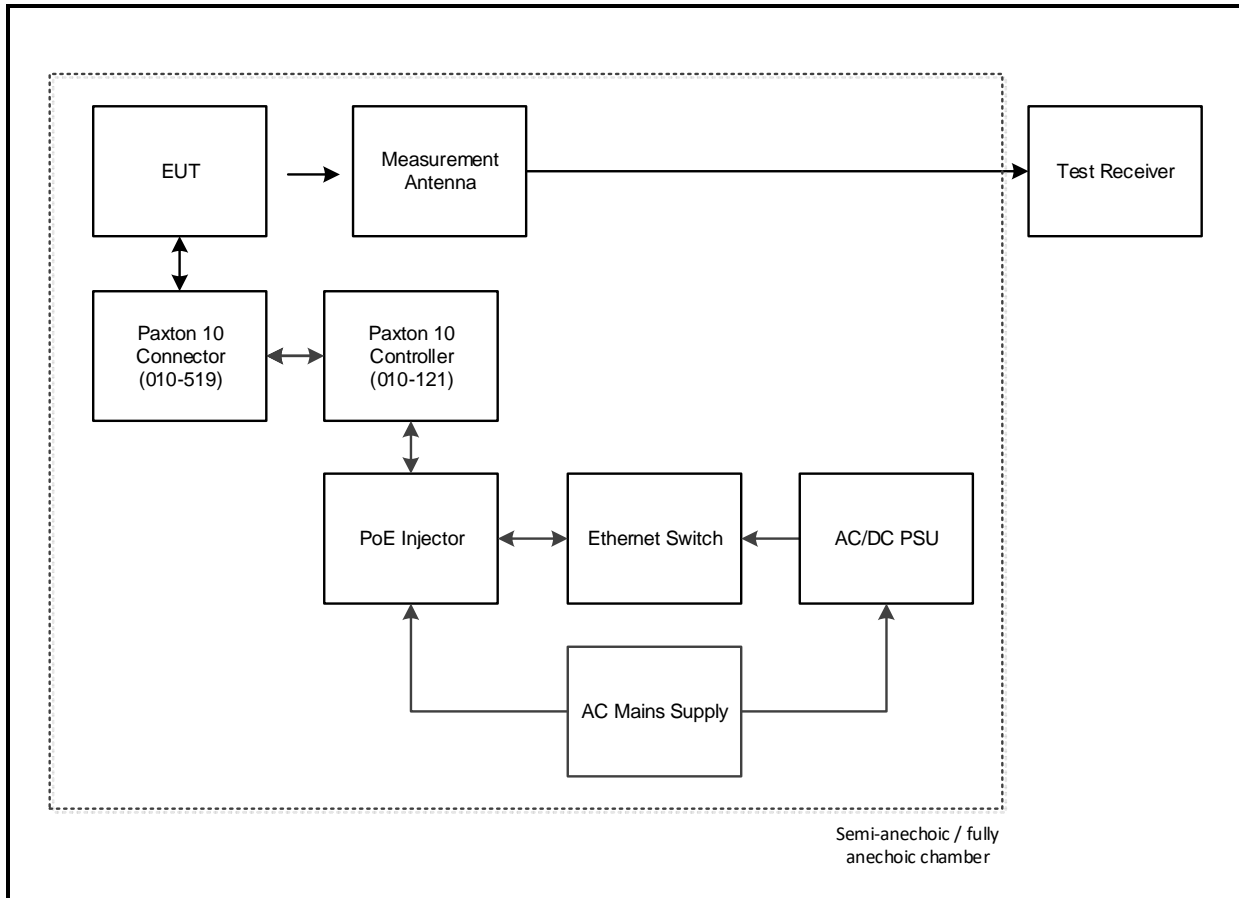 EUT
Measurement
Antenna
Test Receiver
Paxton 10
Connector
(010-519)
Paxton 10
Controller
(010-121)
PoE Injector
Ethernet Switch
AC/DC PSU
AC Mains Supply
Semi-anechoic / fully
anechoic chamber